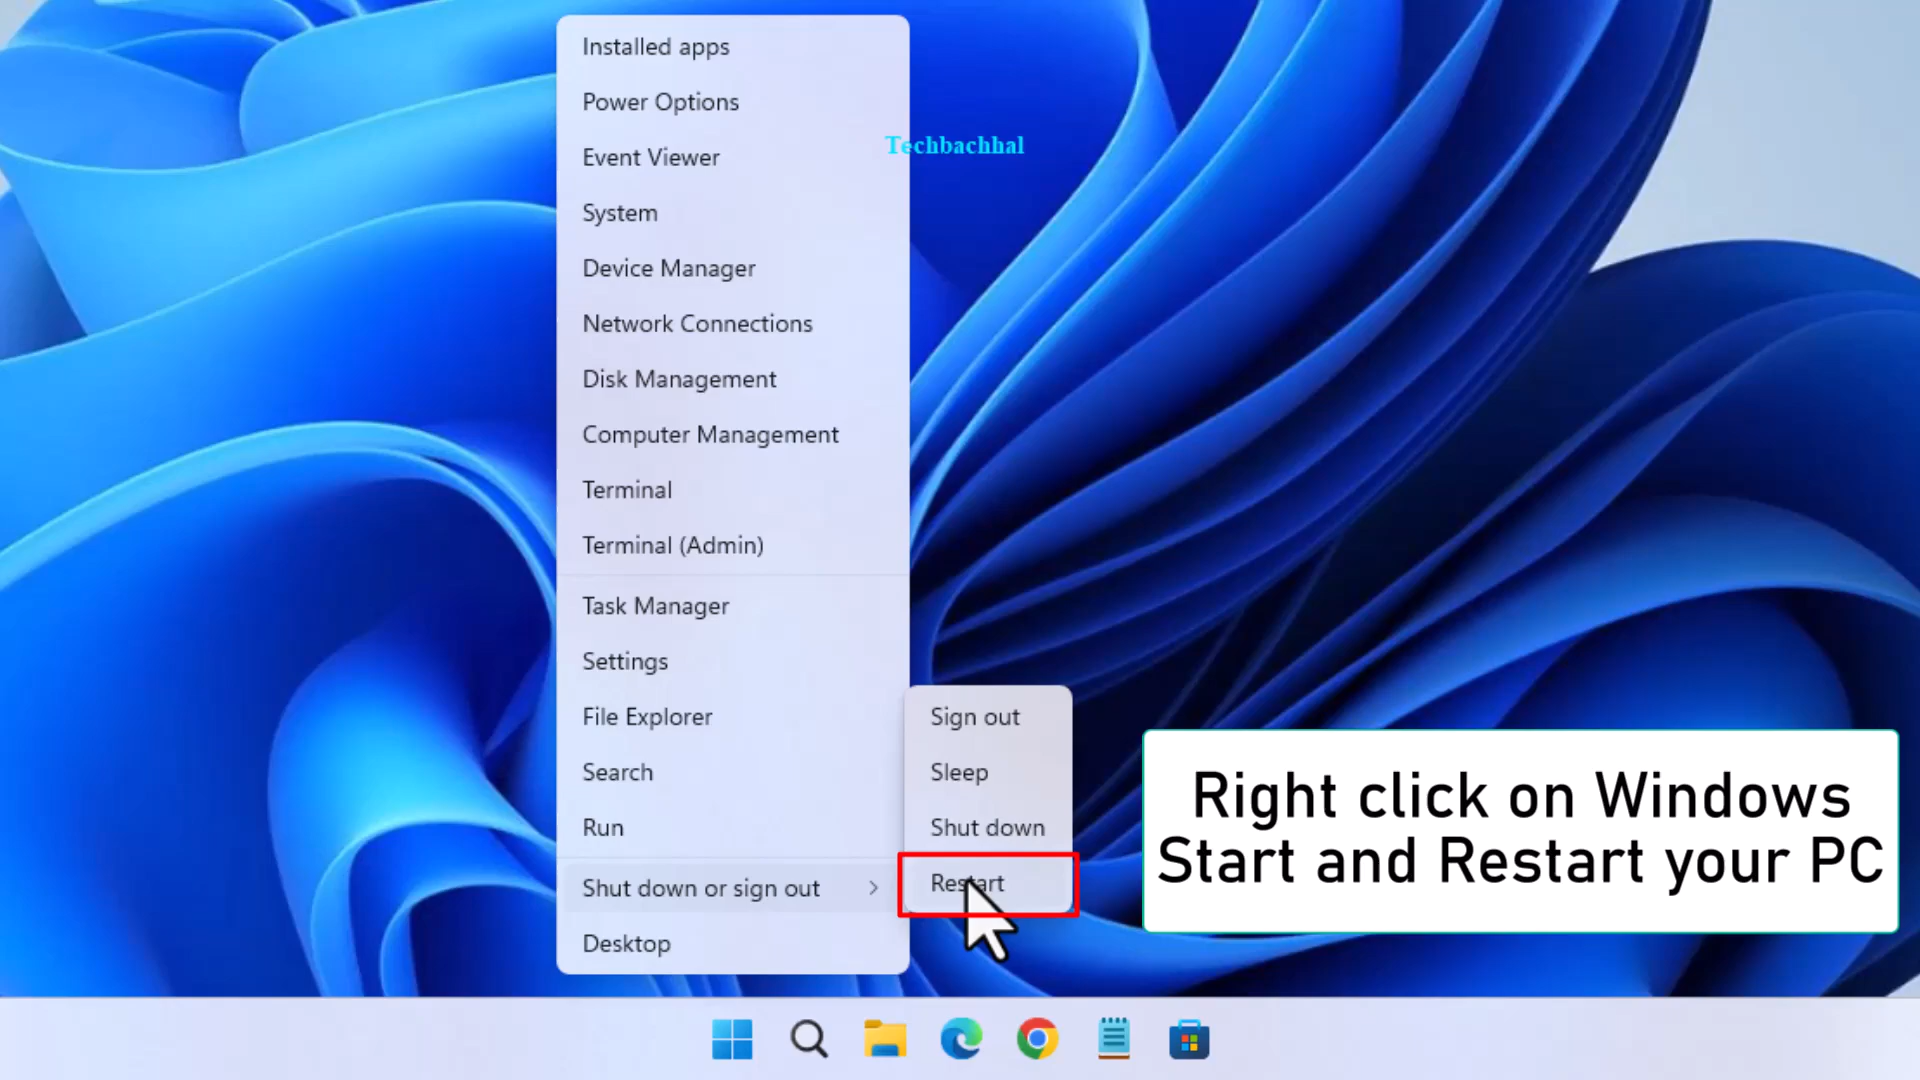 Installed apps
Power Options
Techbachhal
Event Viewer
System
Device Manager
Network Connections
Disk Management
Computer Management
Terminal
Terminal (Admin)
Task Manager
Settings
File Explorer
Search
Run
Shut down or sign out
Desktop
Sign out
Sleep
Shut down
Restart
Right click on Windows
Start and Restart your PC